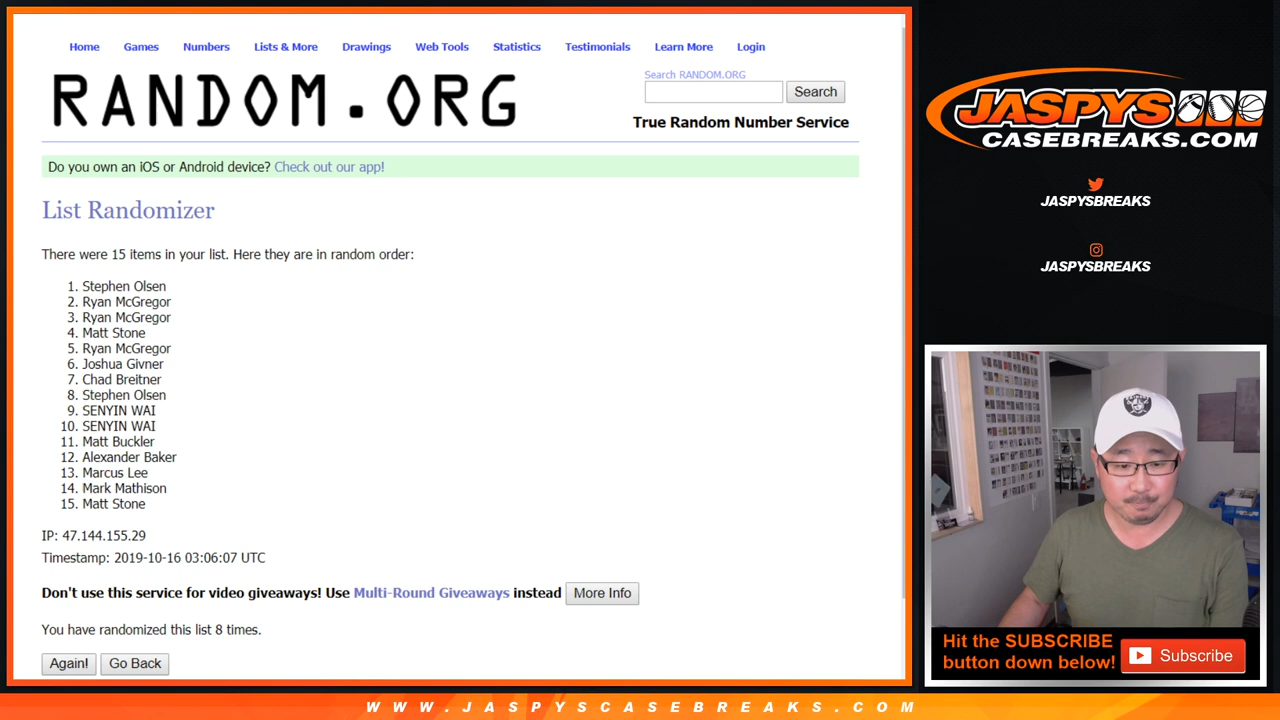 Home Games Numbers Lists & More Drawings Web Tools Statistics Testimonials Learn More Login
RANDOM.ORG
Search RANDOM.ORG
Search
True Random Number Service
Do you own an iOS or Android device? Check out our app!
List Randomizer
There were 15 items in your list. Here they are in random order:
1. Stephen Olsen
2. Ryan McGregor
3. Ryan McGregor
4. Matt Stone
5. Ryan McGregor
6. Joshua Givner
7. Chad Breitner
8. Stephen Olsen
9. SENYIN WAI
10. SENYIN WAI
11. Matt Buckler
12. Alexander Baker
13. Marcus Lee
14. Mark Mathison
15. Matt Stone
IP: 47.144.155.29
Timestamp: 2019-10-16 03:06:07 UTC
Don't use this service for video giveaways! Use Multi-Round Giveaways instead More Info
You have randomized this list 8 times.
Again! Go Back
JASPYS
CASEBREAKS.COM
JASPYSBREAKS
JASPYSBREAKS
Hit the SUBSCRIBE
button down below!
Subscribe
WWW.JASPYSCASEBREAKS.COM